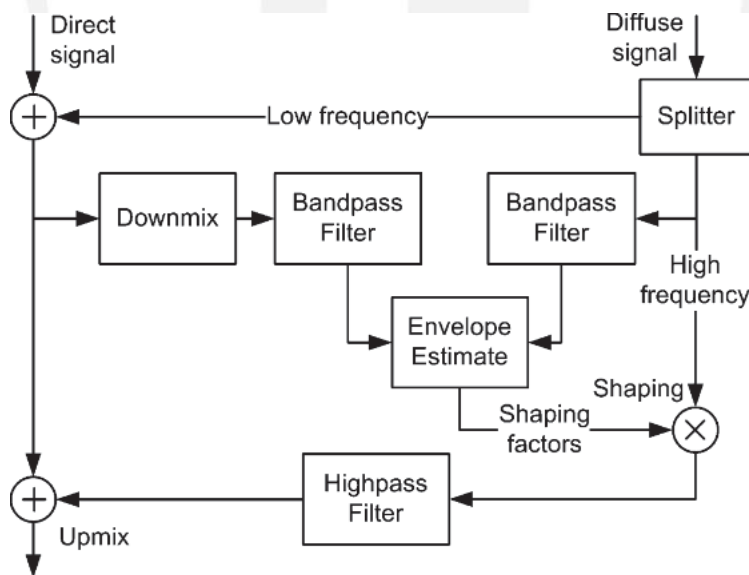 Direct
signal
Diffuse
signal
Low frequency
Splitter
Downmix
Bandpass
Filter
Bandpass
Filter
High
frequency
Envelope
Estimate
Shaping
Shaping
factors
Highpass
Filter
Upmix